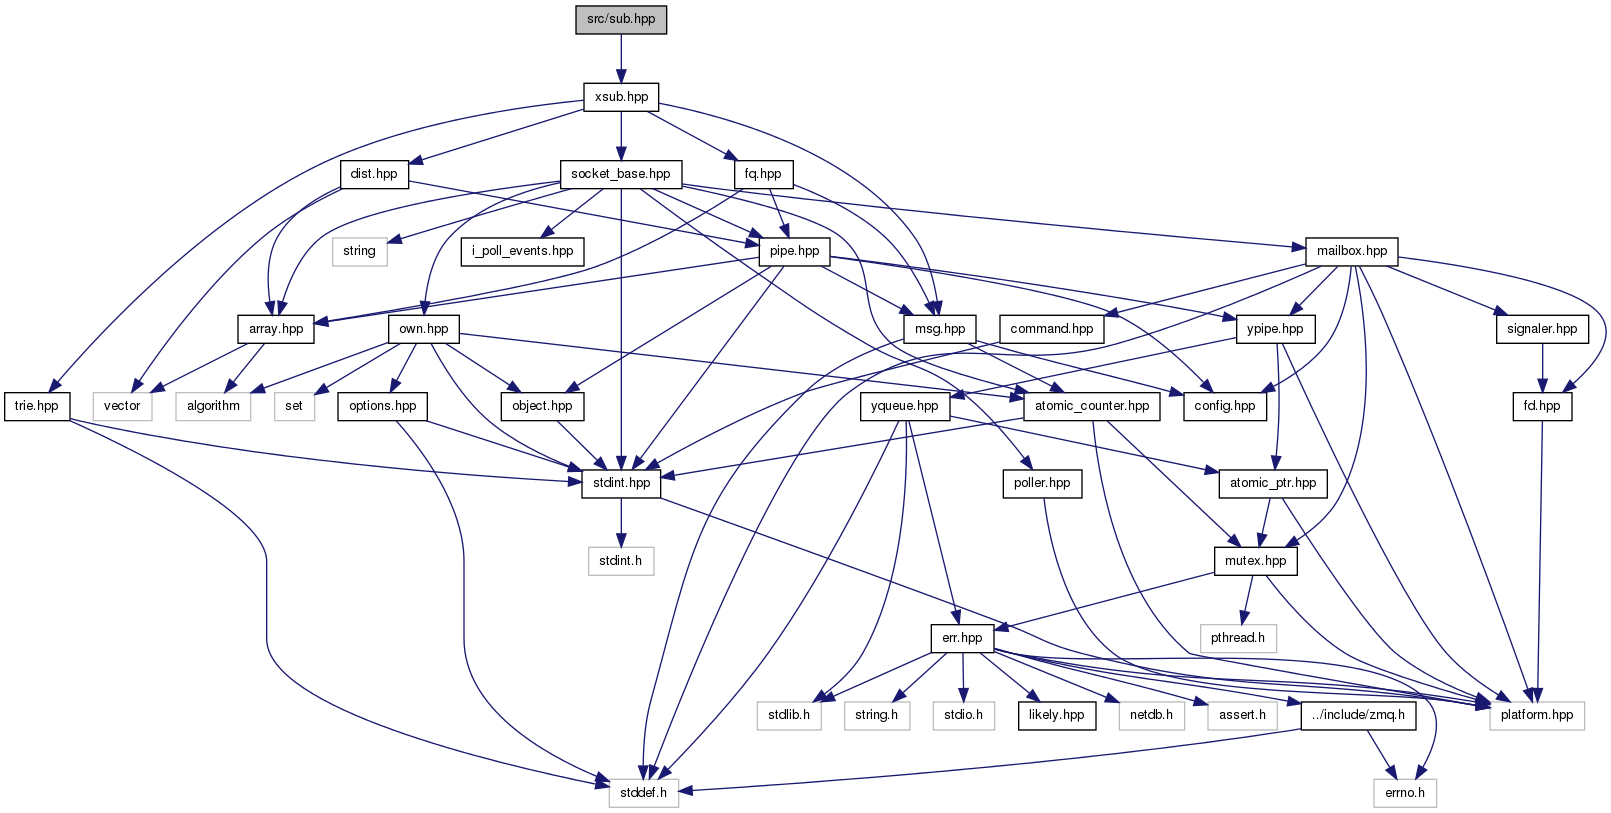 src/sub.hpp
xsub.hpp
dist.hpp
socket_base.hpp
fq.hpp
string
i_poll_events.hpp
pipe.hpp
mailbox.hpp
array.hpp
own.hpp
msg.hpp
command.hpp
ypipe.hpp
signaler.hpp
trie.hpp
vector
algorithm
set
options.hpp
object.hpp
yqueue.hpp
atomic_counter.hpp
config.hpp
fd.hpp
stdint.hpp
poller.hpp
atomic_ptr.hpp
stdint.h
mutex.hpp
err.hpp
pthread.h
stdlib.h
string.h
stdio.h
likely.hpp
netdb.h
assert.h
../include/zmq.h
platform.hpp
stddef.h
errno.h